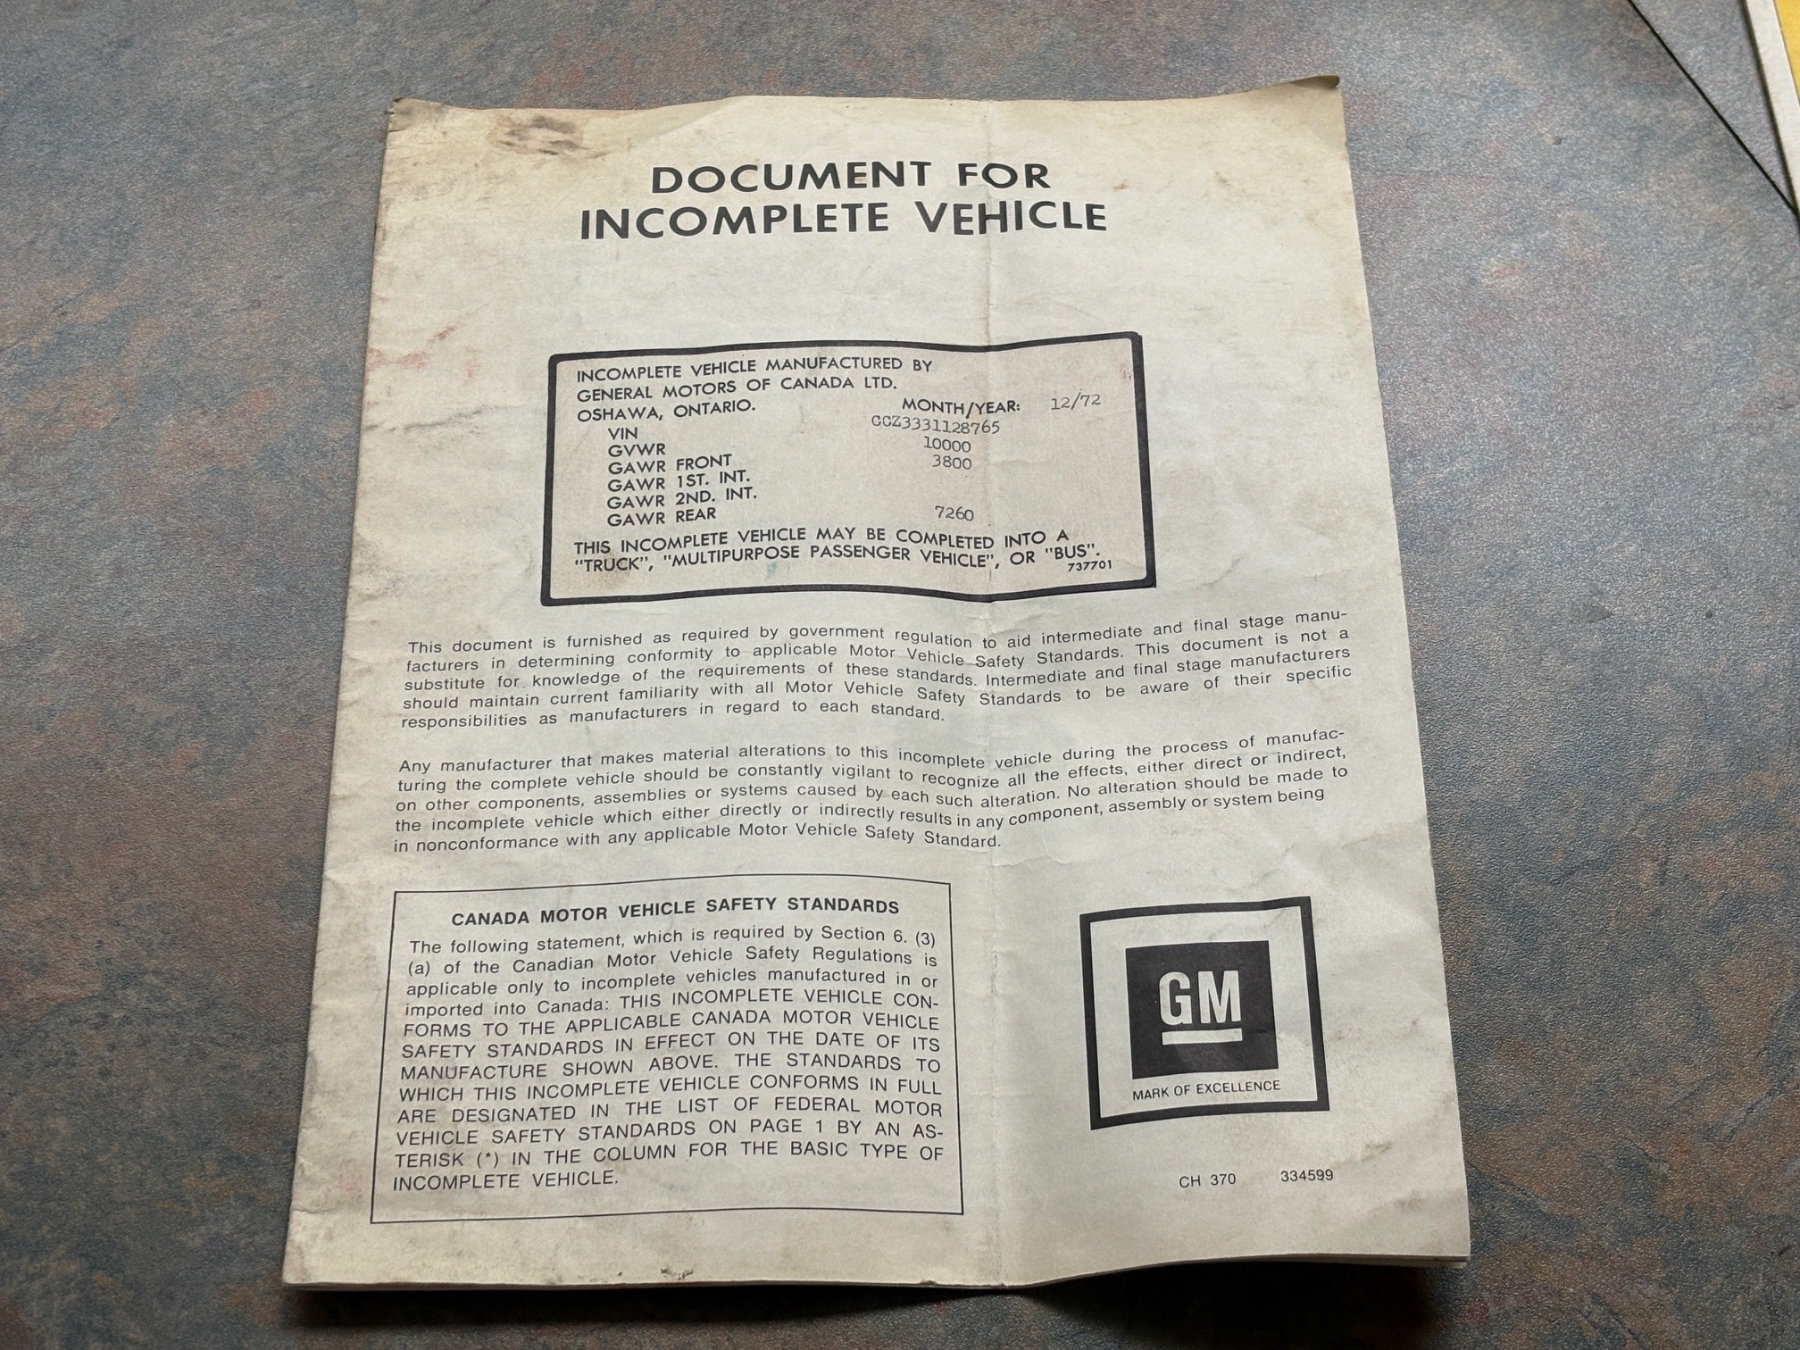 DOCUMENT FOR
INCOMPLETE VEHICLE
INCOMPLETE VEHICLE MANUFACTURED BY
GENERAL MOTORS OF CANADA LTD.
OSHAWA, ONTARIO. MONTH/YEAR: 12/72
VIN CCZ3331128765
GVWR 10000
GAWR FRONT 3800
GAWR 1ST. INT.
GAWR 2ND. INT.
GAWR REAR 7260
THIS INCOMPLETE VEHICLE MAY BE COMPLETED INTO A
"TRUCK", "MULTIPURPOSE PASSENGER VEHICLE", OR "BUS".
737701
This document is furnished as required by government regulation to aid intermediate and final stage manu-
facturers in determining conformity to applicable Motor Vehicle Safety Standards. This document is not a
substitute for knowledge of the requirements of these standards. Intermediate and final stage manufacturers
should maintain current familiarity with all Motor Vehicle Safety Standards to be aware of their specific
responsibilities as manufacturers in regard to each standard.
Any manufacturer that makes material alterations to this incomplete vehicle during the process of manufac-
turing the complete vehicle should be constantly vigilant to recognize all the effects, either direct or indirect,
on other components, assemblies or systems caused by each such alteration. No alteration should be made to
the incomplete vehicle which either directly or indirectly results in any component, assembly or system being
in nonconformance with any applicable Motor Vehicle Safety Standard.
CANADA MOTOR VEHICLE SAFETY STANDARDS
The following statement, which is required by Section 6. (3)
(a) of the Canadian Motor Vehicle Safety Regulations is
applicable only to incomplete vehicles manufactured in or
imported into Canada: THIS INCOMPLETE VEHICLE CON-
FORMS TO THE APPLICABLE CANADA MOTOR VEHICLE
SAFETY STANDARDS IN EFFECT ON THE DATE OF ITS
MANUFACTURE SHOWN ABOVE. THE STANDARDS TO
WHICH THIS INCOMPLETE VEHICLE CONFORMS IN FULL
ARE DESIGNATED IN THE LIST OF FEDERAL MOTOR
VEHICLE SAFETY STANDARDS ON PAGE 1 BY AN AS-
TERISK (*) IN THE COLUMN FOR THE BASIC TYPE OF
INCOMPLETE VEHICLE.
GM
MARK OF EXCELLENCE
CH 370 334599